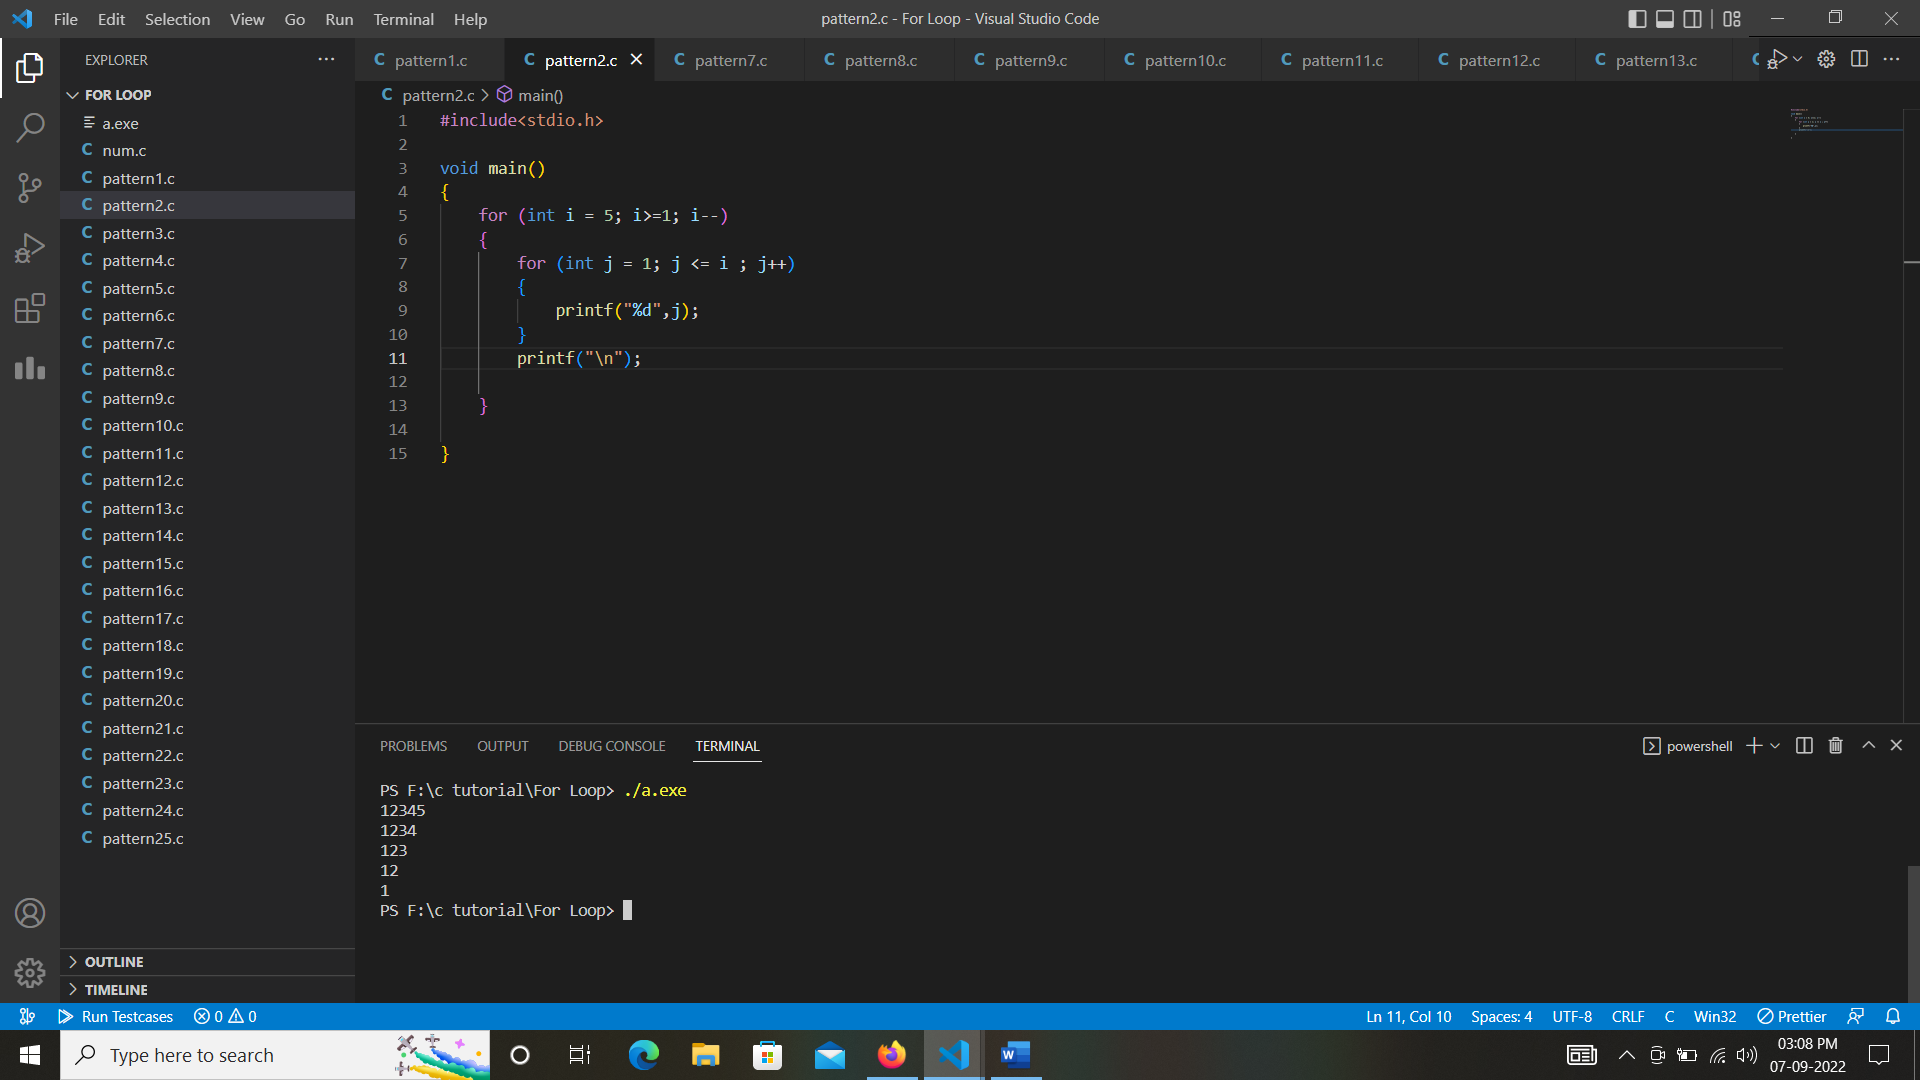 File Edit Selection View Go Run Terminal Help
pattern2.c - For Loop - Visual Studio Code
EXPLORER
FOR LOOP
a.exe
num.c
pattern1.c
pattern2.c
pattern3.c
pattern4.c
pattern5.c
pattern6.c
pattern7.c
pattern8.c
pattern9.c
pattern10.c
pattern11.c
pattern12.c
pattern13.c
pattern14.c
pattern15.c
pattern16.c
pattern17.c
pattern18.c
pattern19.c
pattern20.c
pattern21.c
pattern22.c
pattern23.c
pattern24.c
pattern25.c
OUTLINE
TIMELINE
C pattern1.c C pattern2.c C pattern7.c C pattern8.c C pattern9.c C pattern10.c C pattern11.c C pattern12.c C pattern13.c
C pattern2.c > main()
1 #include<stdio.h>
2
3 void main()
4 {
5 for (int i = 5; i>=1; i--)
6 {
7 for (int j = 1; j <= i ; j++)
8 {
9 printf("%d",j);
10 }
11 printf("\n");
12
13 }
14
15 }
PROBLEMS OUTPUT DEBUG CONSOLE TERMINAL
powershell
PS F:\c tutorial\For Loop> ./a.exe
12345
1234
123
12
1
PS F:\c tutorial\For Loop>
Run Testcases 0 0
Ln 11, Col 10 Spaces: 4 UTF-8 CRLF C Win32 Prettier
Type here to search
03:08 PM
07-09-2022